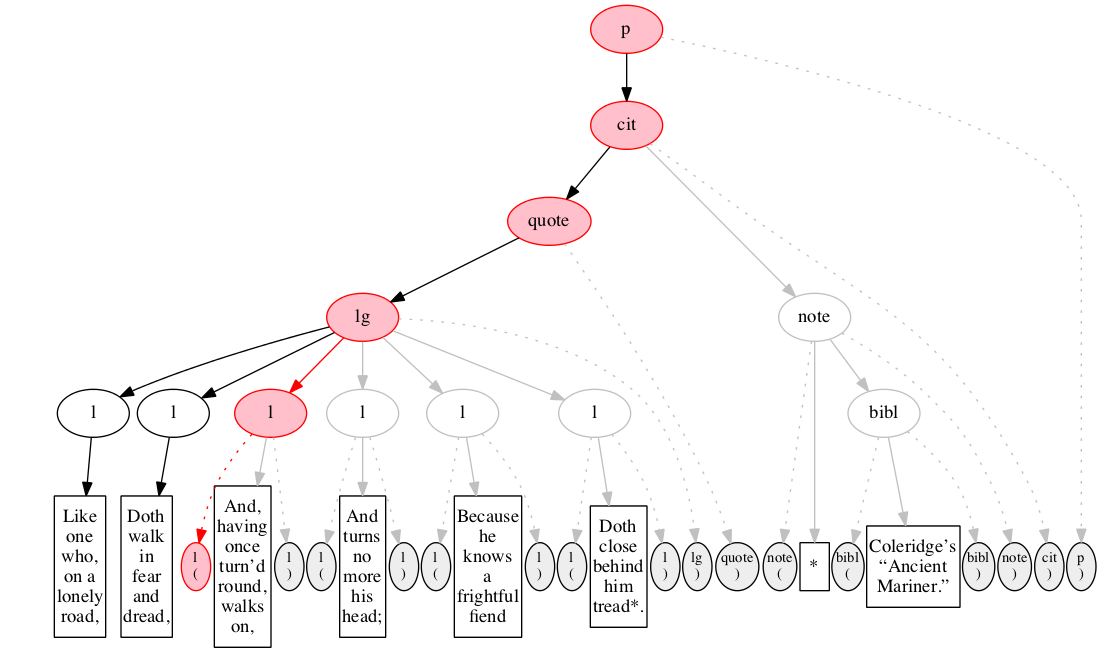 p
cit
quote
lg
note
l
l
l
l
l
l
bibl
Like
one
who,
on a
lonely
road,
Doth
walk
in
fear
and
dread,
l
(
And,
having
once
turn’d
round,
walks
on,
l
)
l
(
And
turns
no
more
his
head;
l
)
l
(
Because
he
knows
a
frightful
fiend
l
)
l
(
Doth
close
behind
him
tread*.
l
)
lg
)
quote
)
note
(
*
bibl
(
Coleridge’s
“Ancient
Mariner.”
bibl
)
note
)
cit
)
p
)